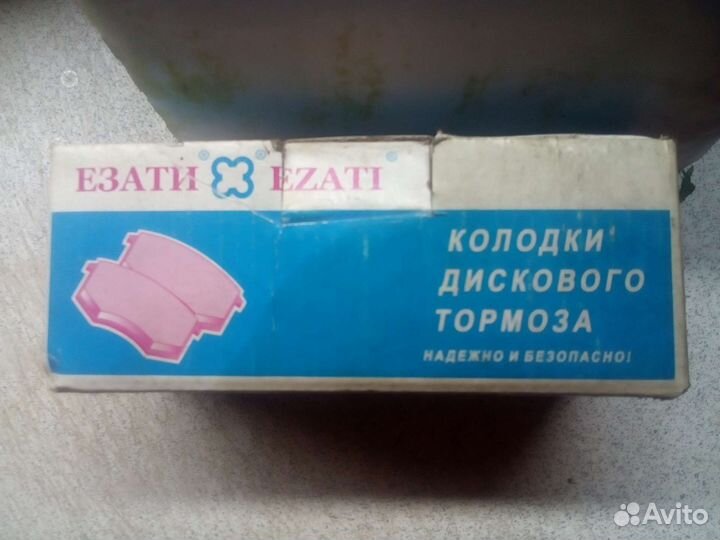 ЕЗАТИ® ® EZATI®
КОЛОДКИ
ДИСКОВОГО
ТОРМОЗА
НАДЕЖНО И БЕЗОПАСНО!
Avito